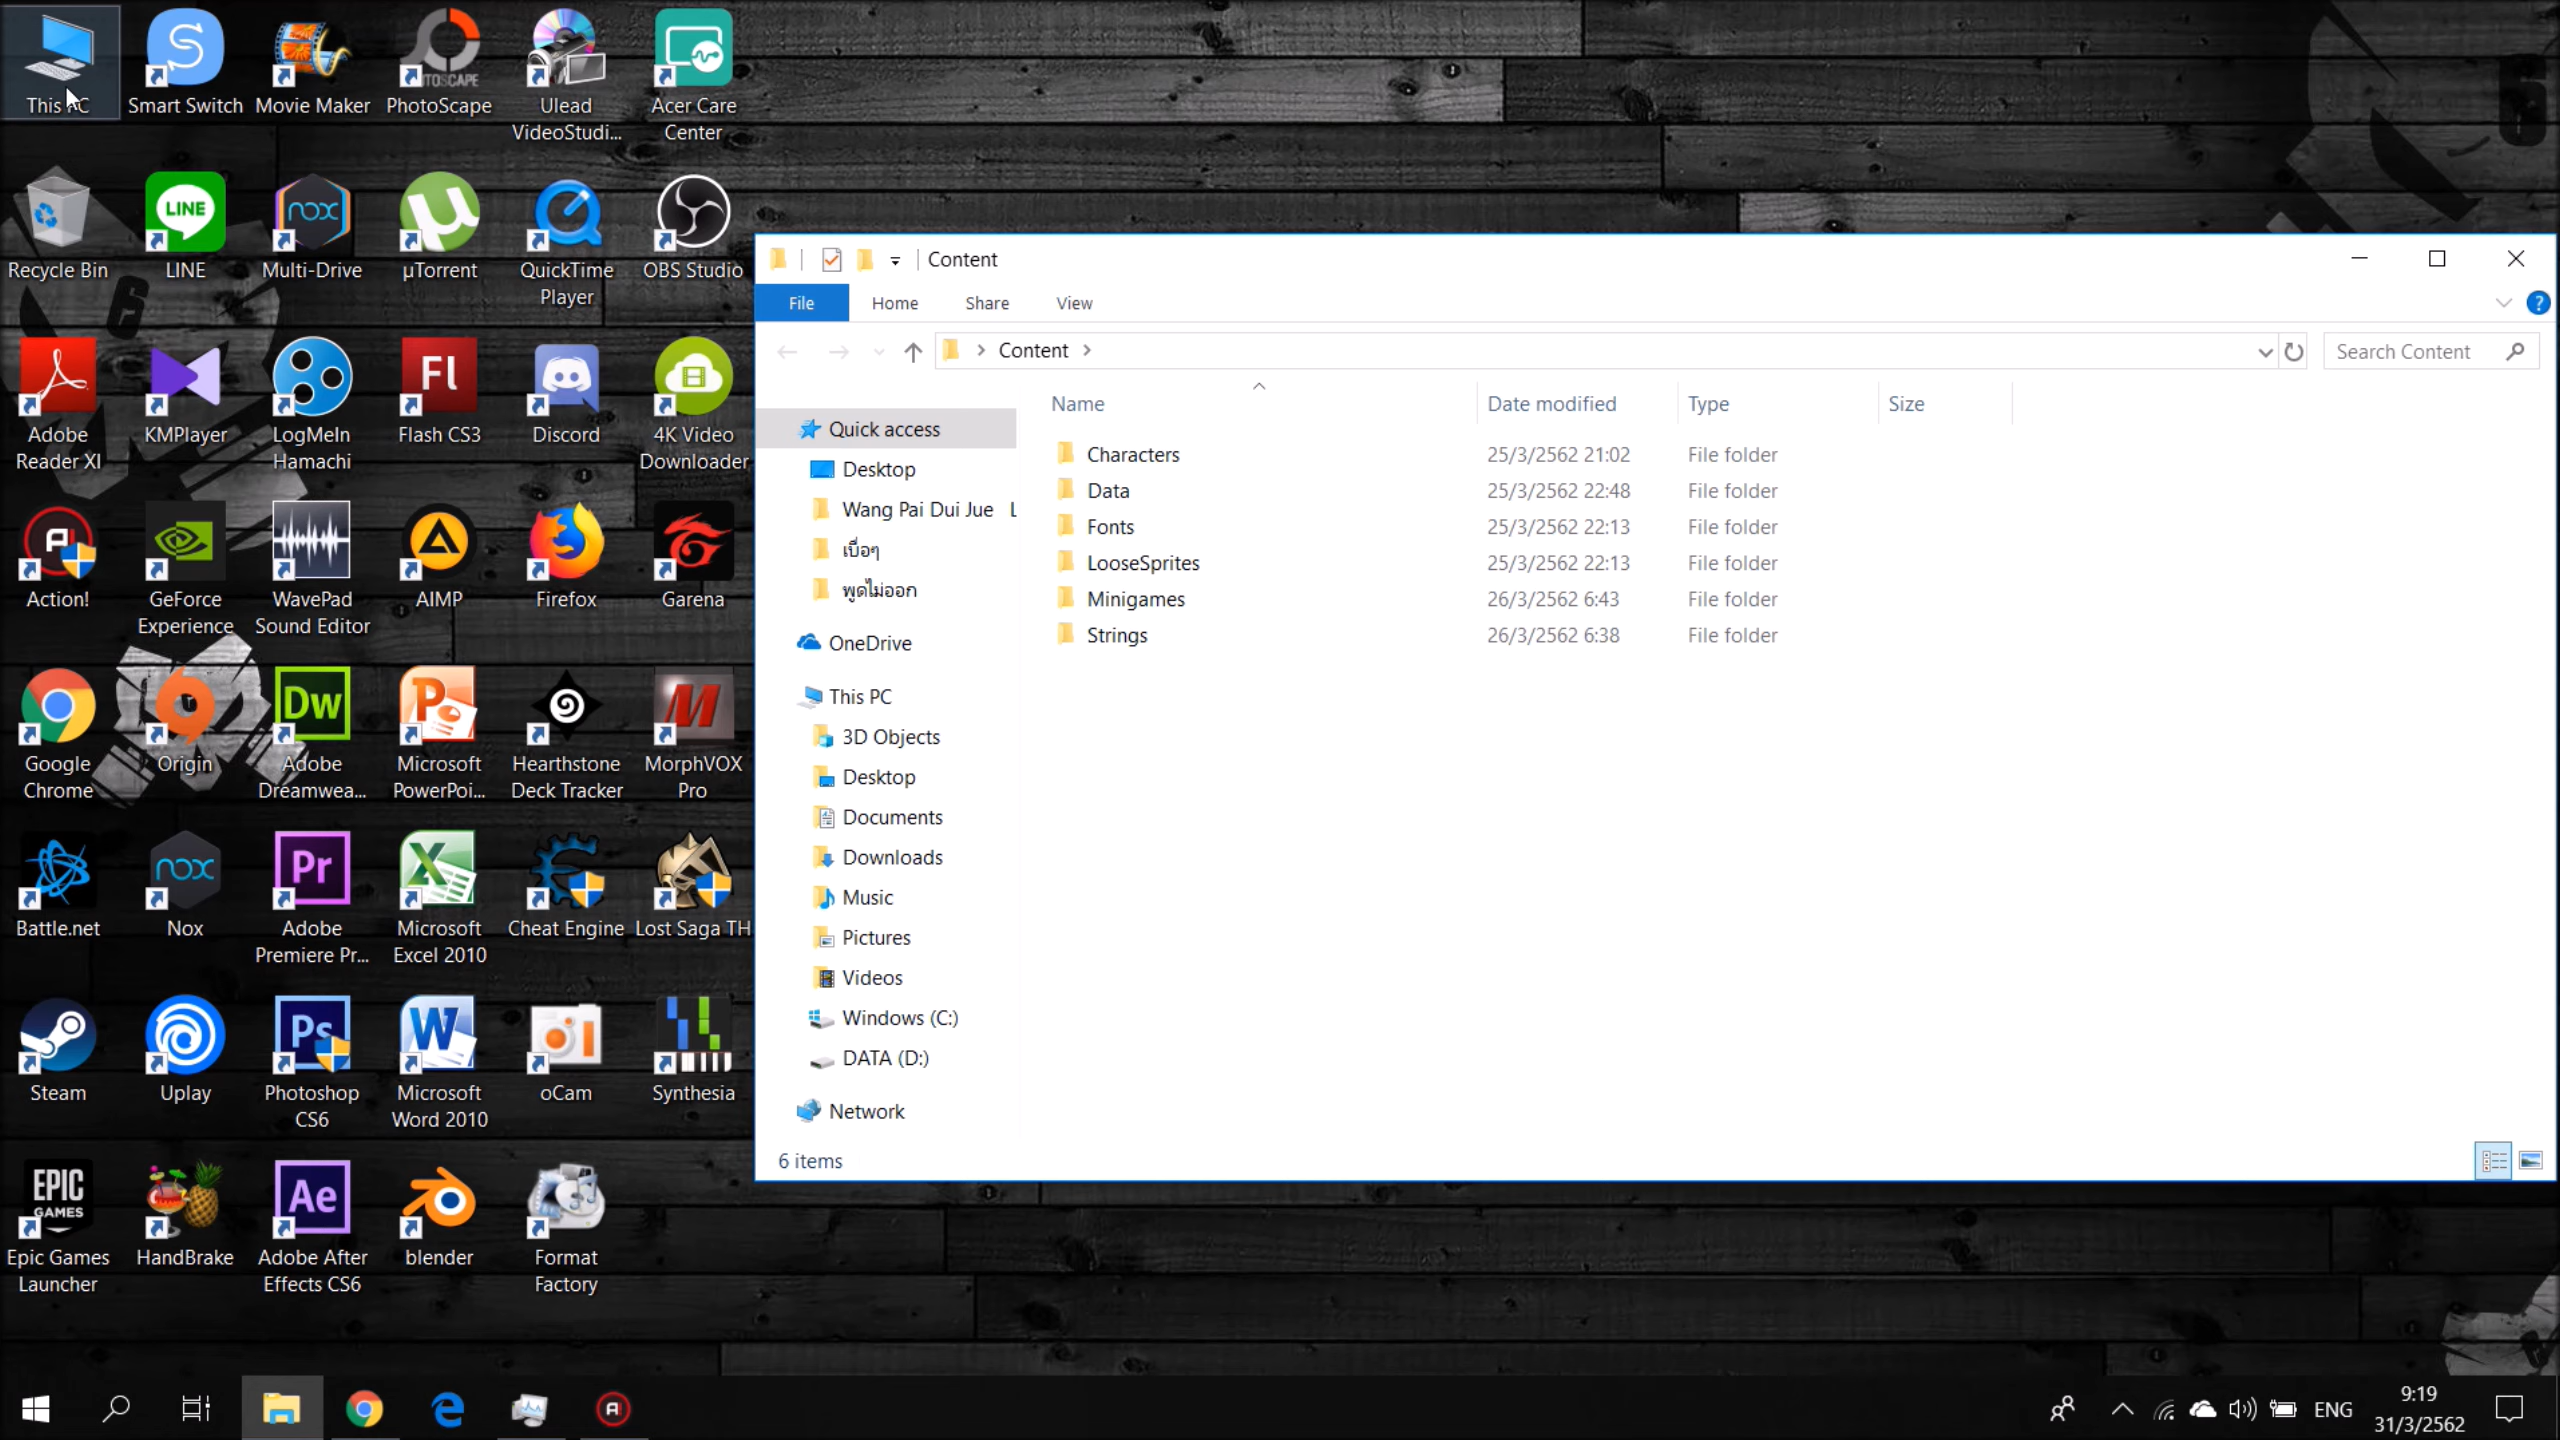 This PC
Smart Switch
Movie Maker
PhotoScape
Ulead
VideoStudi...
Acer Care
Center
Recycle Bin
LINE
LINE
nox
Multi-Drive
µTorrent
QuickTime
Player
OBS Studio
Adobe
Reader XI
KMPlayer
LogMeIn
Hamachi
Fl
Flash CS3
Discord
4K Video
Downloader
Action!
GeForce
Experience
WavePad
Sound Editor
AIMP
Firefox
Garena
Google
Chrome
Origin
Dw
Adobe
Dreamwea...
Microsoft
PowerPoi...
Hearthstone
Deck Tracker
MorphVOX
Pro
Battle.net
nox
Nox
Pr
Adobe
Premiere Pr...
Microsoft
Excel 2010
Cheat Engine
Lost Saga TH
Steam
Uplay
Ps
Photoshop
CS6
Microsoft
Word 2010
oCam
Synthesia
EPIC
GAMES
Epic Games
Launcher
HandBrake
Ae
Adobe After
Effects CS6
blender
Format
Factory
Content
File Home Share View
Content
Search Content
Name Date modified Type Size
Characters 25/3/2562 21:02 File folder
Data 25/3/2562 22:48 File folder
Fonts 25/3/2562 22:13 File folder
LooseSprites 25/3/2562 22:13 File folder
Minigames 26/3/2562 6:43 File folder
Strings 26/3/2562 6:38 File folder
Quick access
Desktop
Wang Pai Dui Jue L
เบื่อๆ
พูดไม่ออก
OneDrive
This PC
3D Objects
Desktop
Documents
Downloads
Music
Pictures
Videos
Windows (C:)
DATA (D:)
Network
6 items
ENG
9:19
31/3/2562